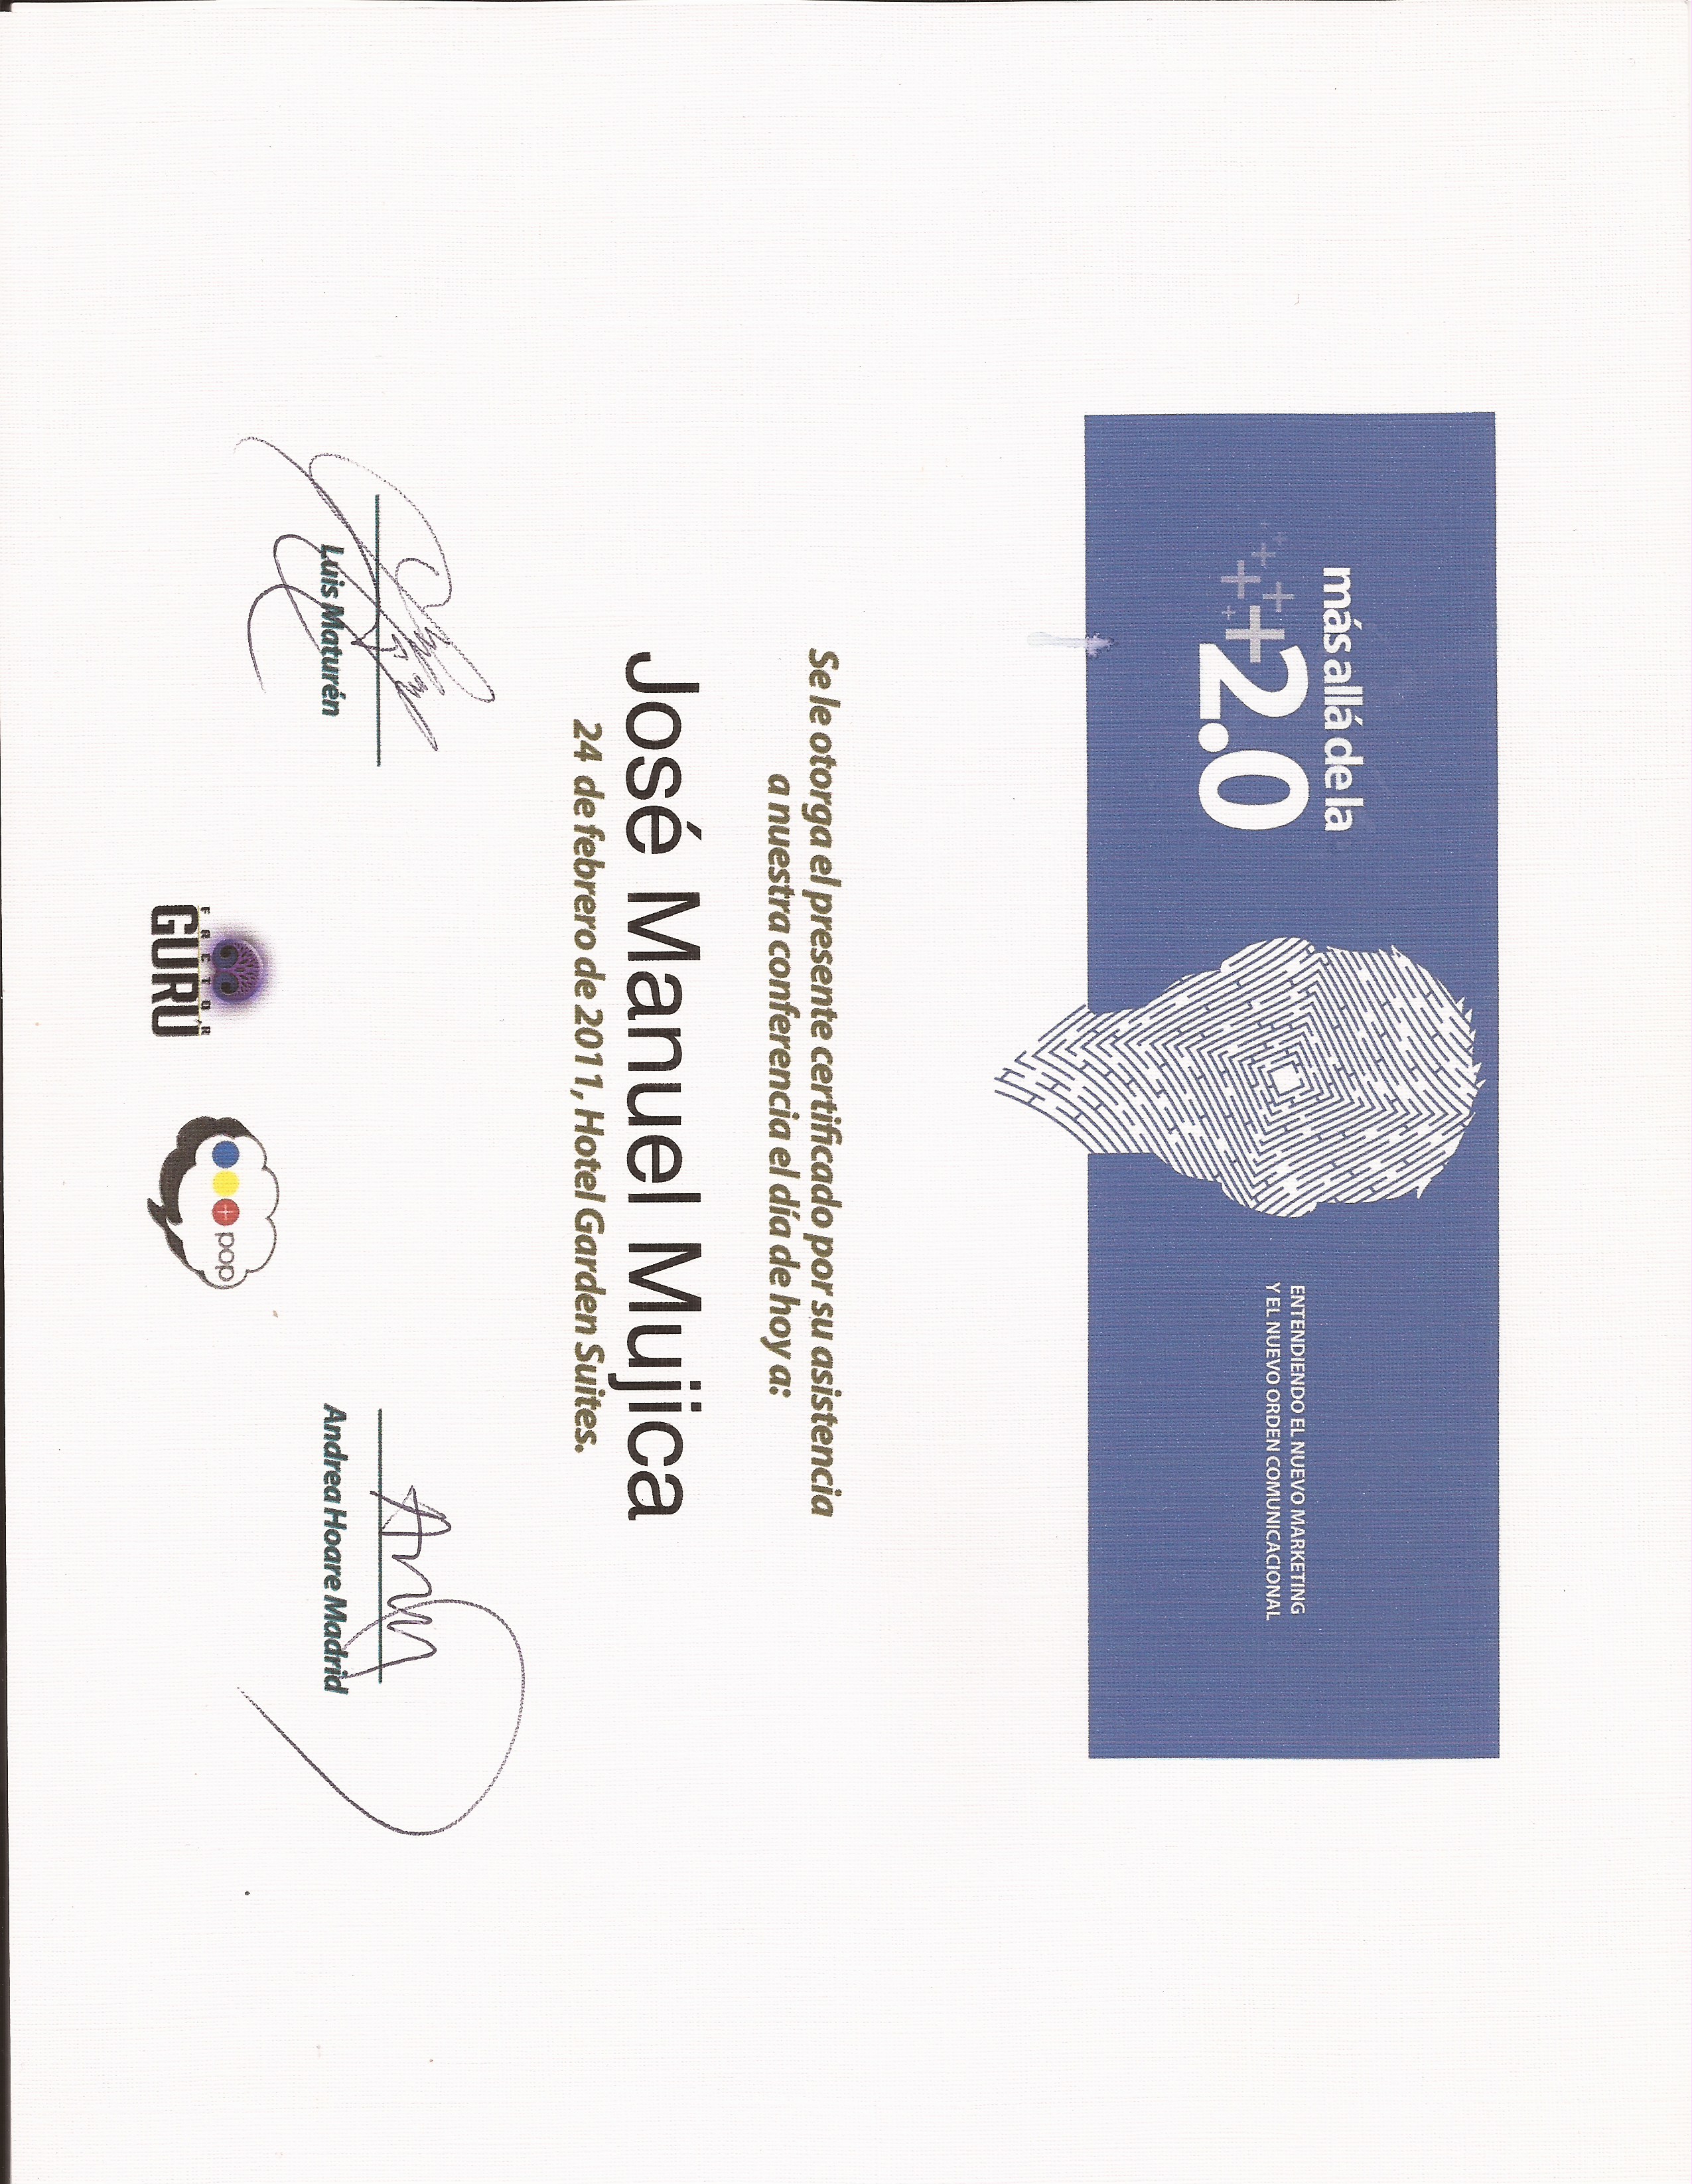 más allá de la
+2.0
ENTENDIENDO EL NUEVO MARKETING
Y EL NUEVO ORDEN COMUNICACIONAL
Se le otorga el presente certificado por su asistencia
a nuestra conferencia el día de hoy a:
José Manuel Mujica
24 de febrero de 2011, Hotel Garden Suites.
Luis Maturén
Andrea Hoare Madrid
FACTOR
GURÚ
+ pop